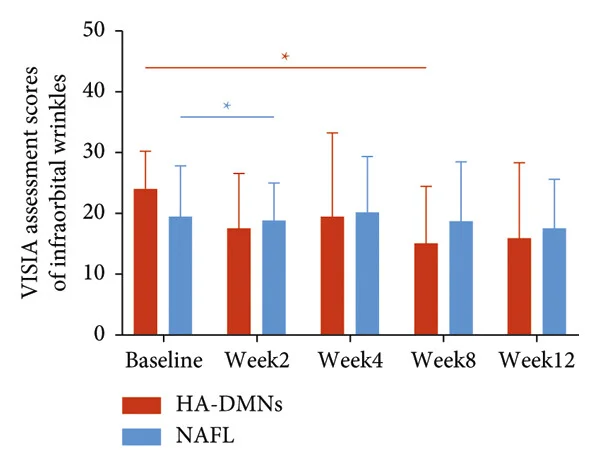 VISIA assessment scores
of infraorbital wrinkles
50
40
30
20
10
0
*
*
Baseline Week2 Week4 Week8 Week12
HA-DMNs
NAFL